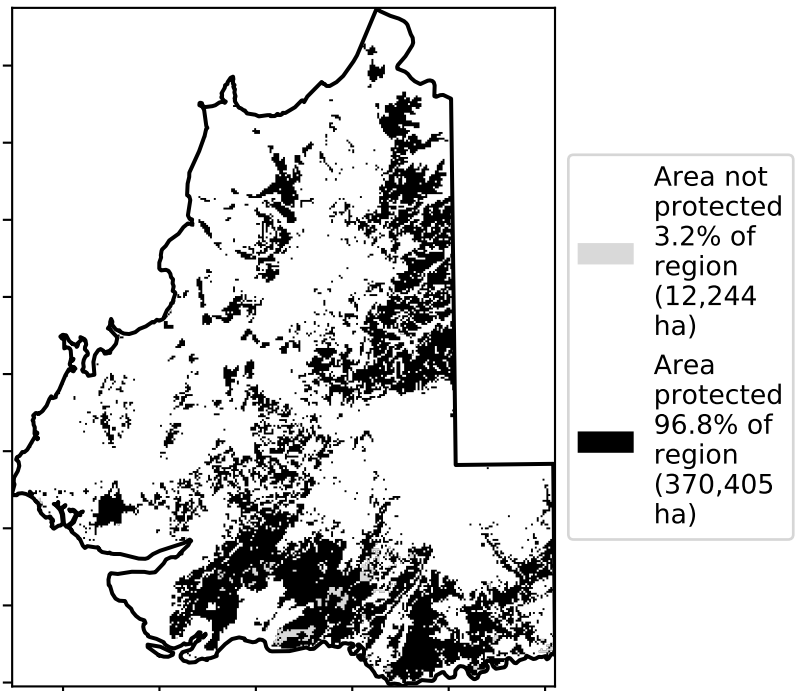 Area not
protected
3.2% of
region
(12,244
ha)
Area
protected
96.8% of
region
(370,405
ha)